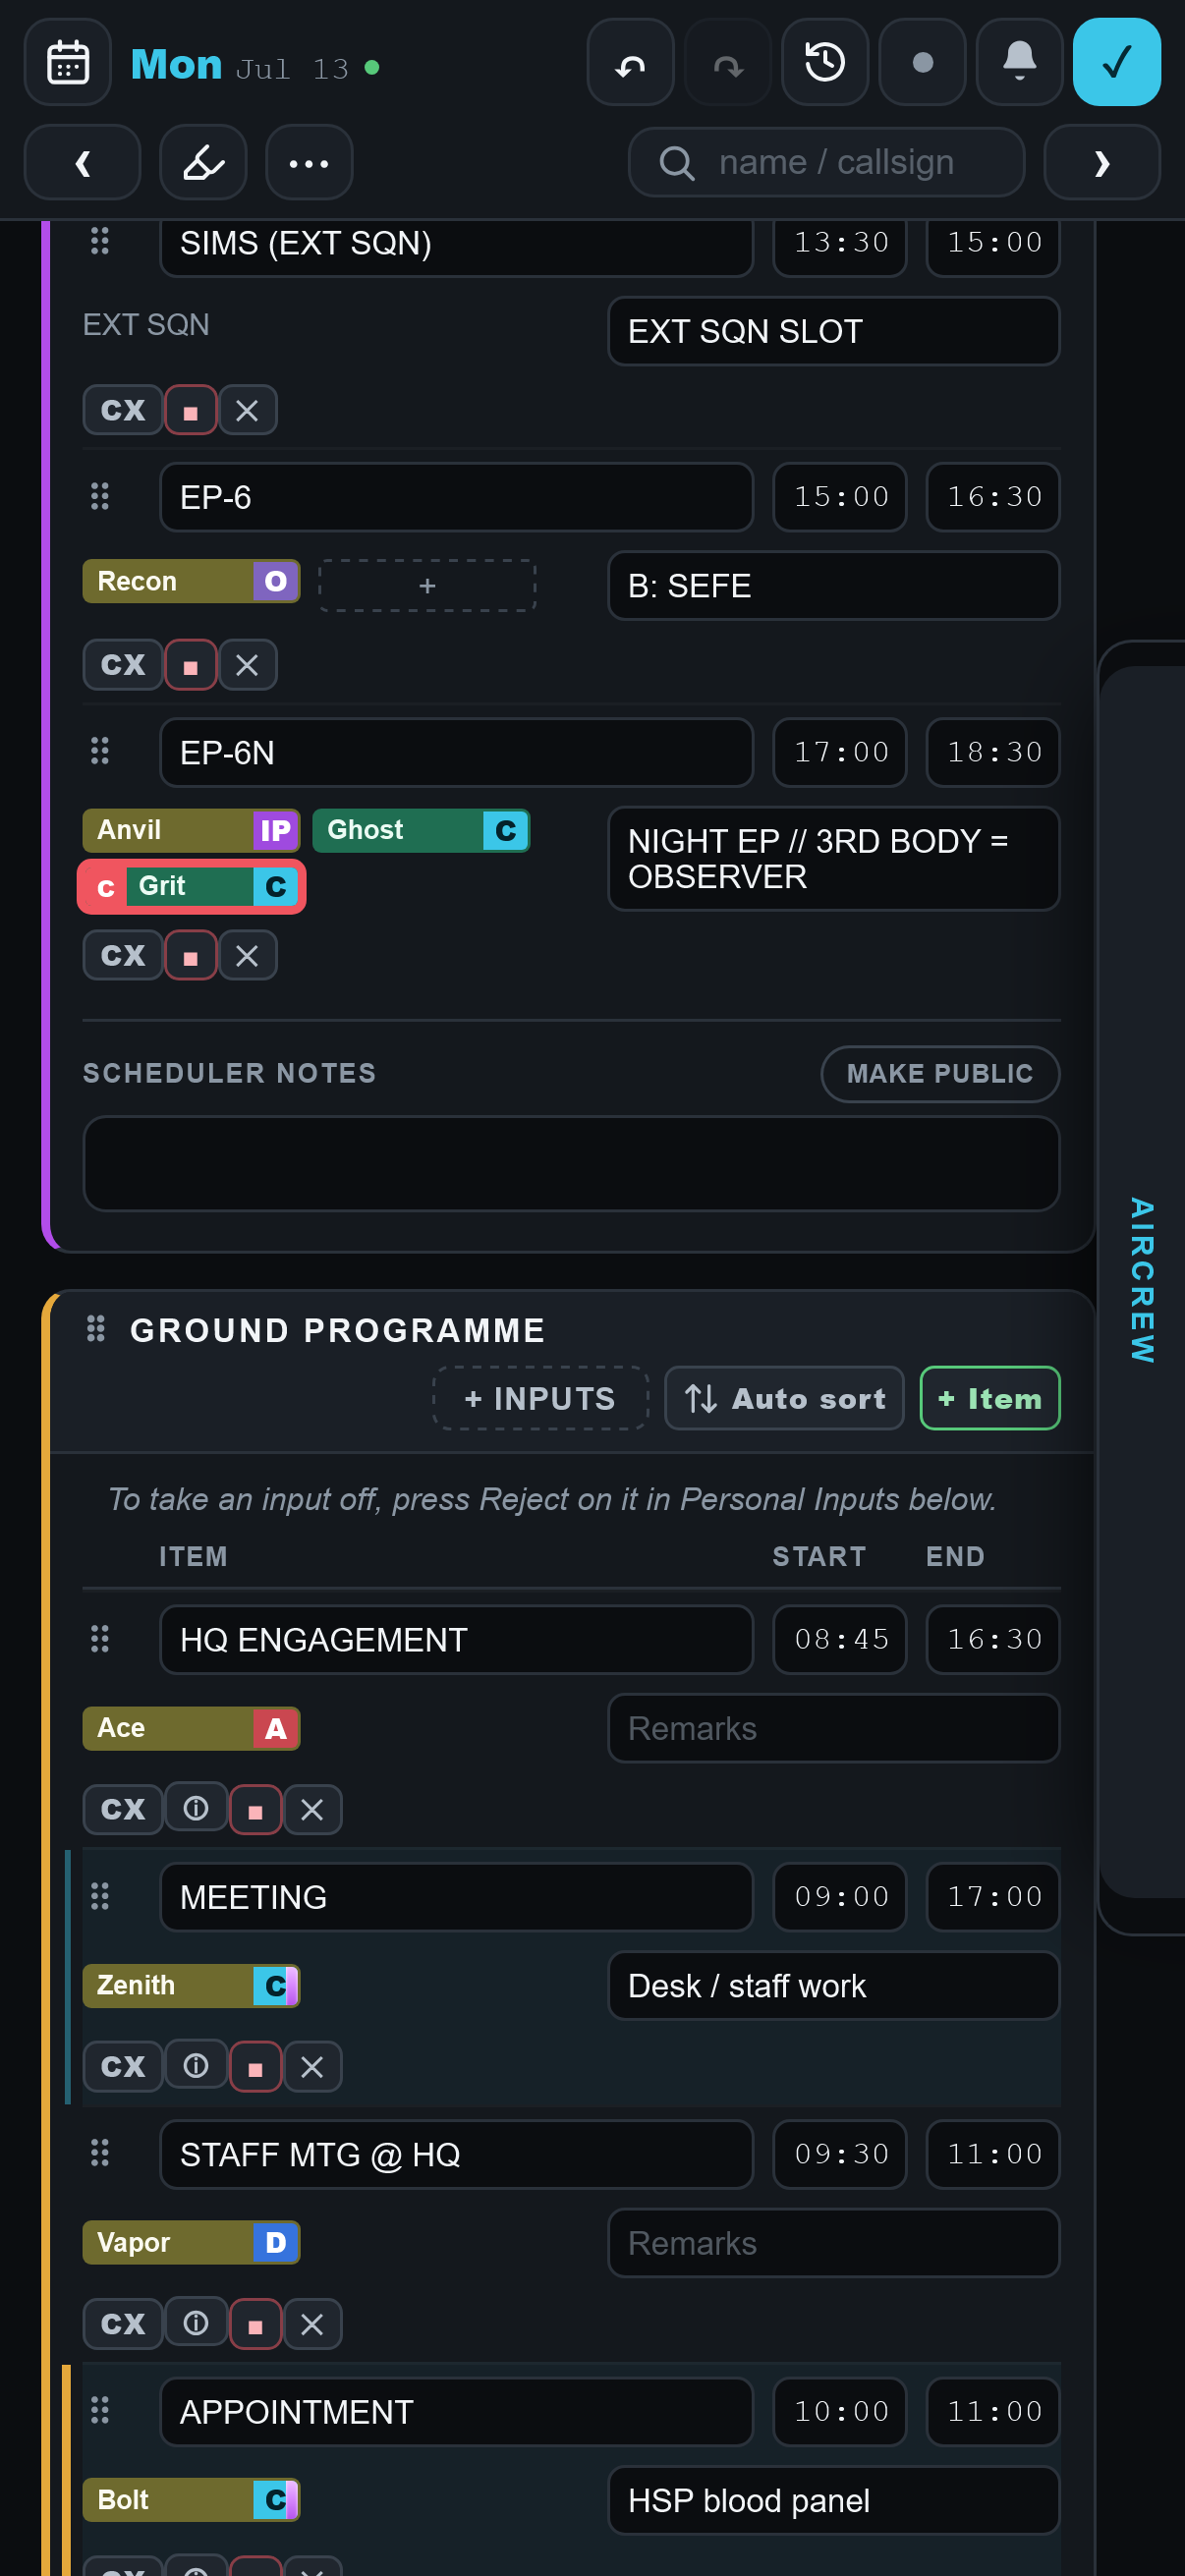 Mon Jul 13
name / callsign
SIMS (EXT SQN) 13:30 15:00
EXT SQN EXT SQN SLOT
CX
EP-6 15:00 16:30
Recon O + B: SEFE
CX
EP-6N 17:00 18:30
Anvil IP Ghost C NIGHT EP // 3RD BODY =
OBSERVER
C Grit C
CX
SCHEDULER NOTES MAKE PUBLIC
AIRCREW
GROUND PROGRAMME
+ INPUTS Auto sort + Item
To take an input off, press Reject on it in Personal Inputs below.
ITEM START END
HQ ENGAGEMENT 08:45 16:30
Ace A Remarks
CX
MEETING 09:00 17:00
Zenith C Desk / staff work
CX
STAFF MTG @ HQ 09:30 11:00
Vapor D Remarks
CX
APPOINTMENT 10:00 11:00
Bolt C HSP blood panel
CX